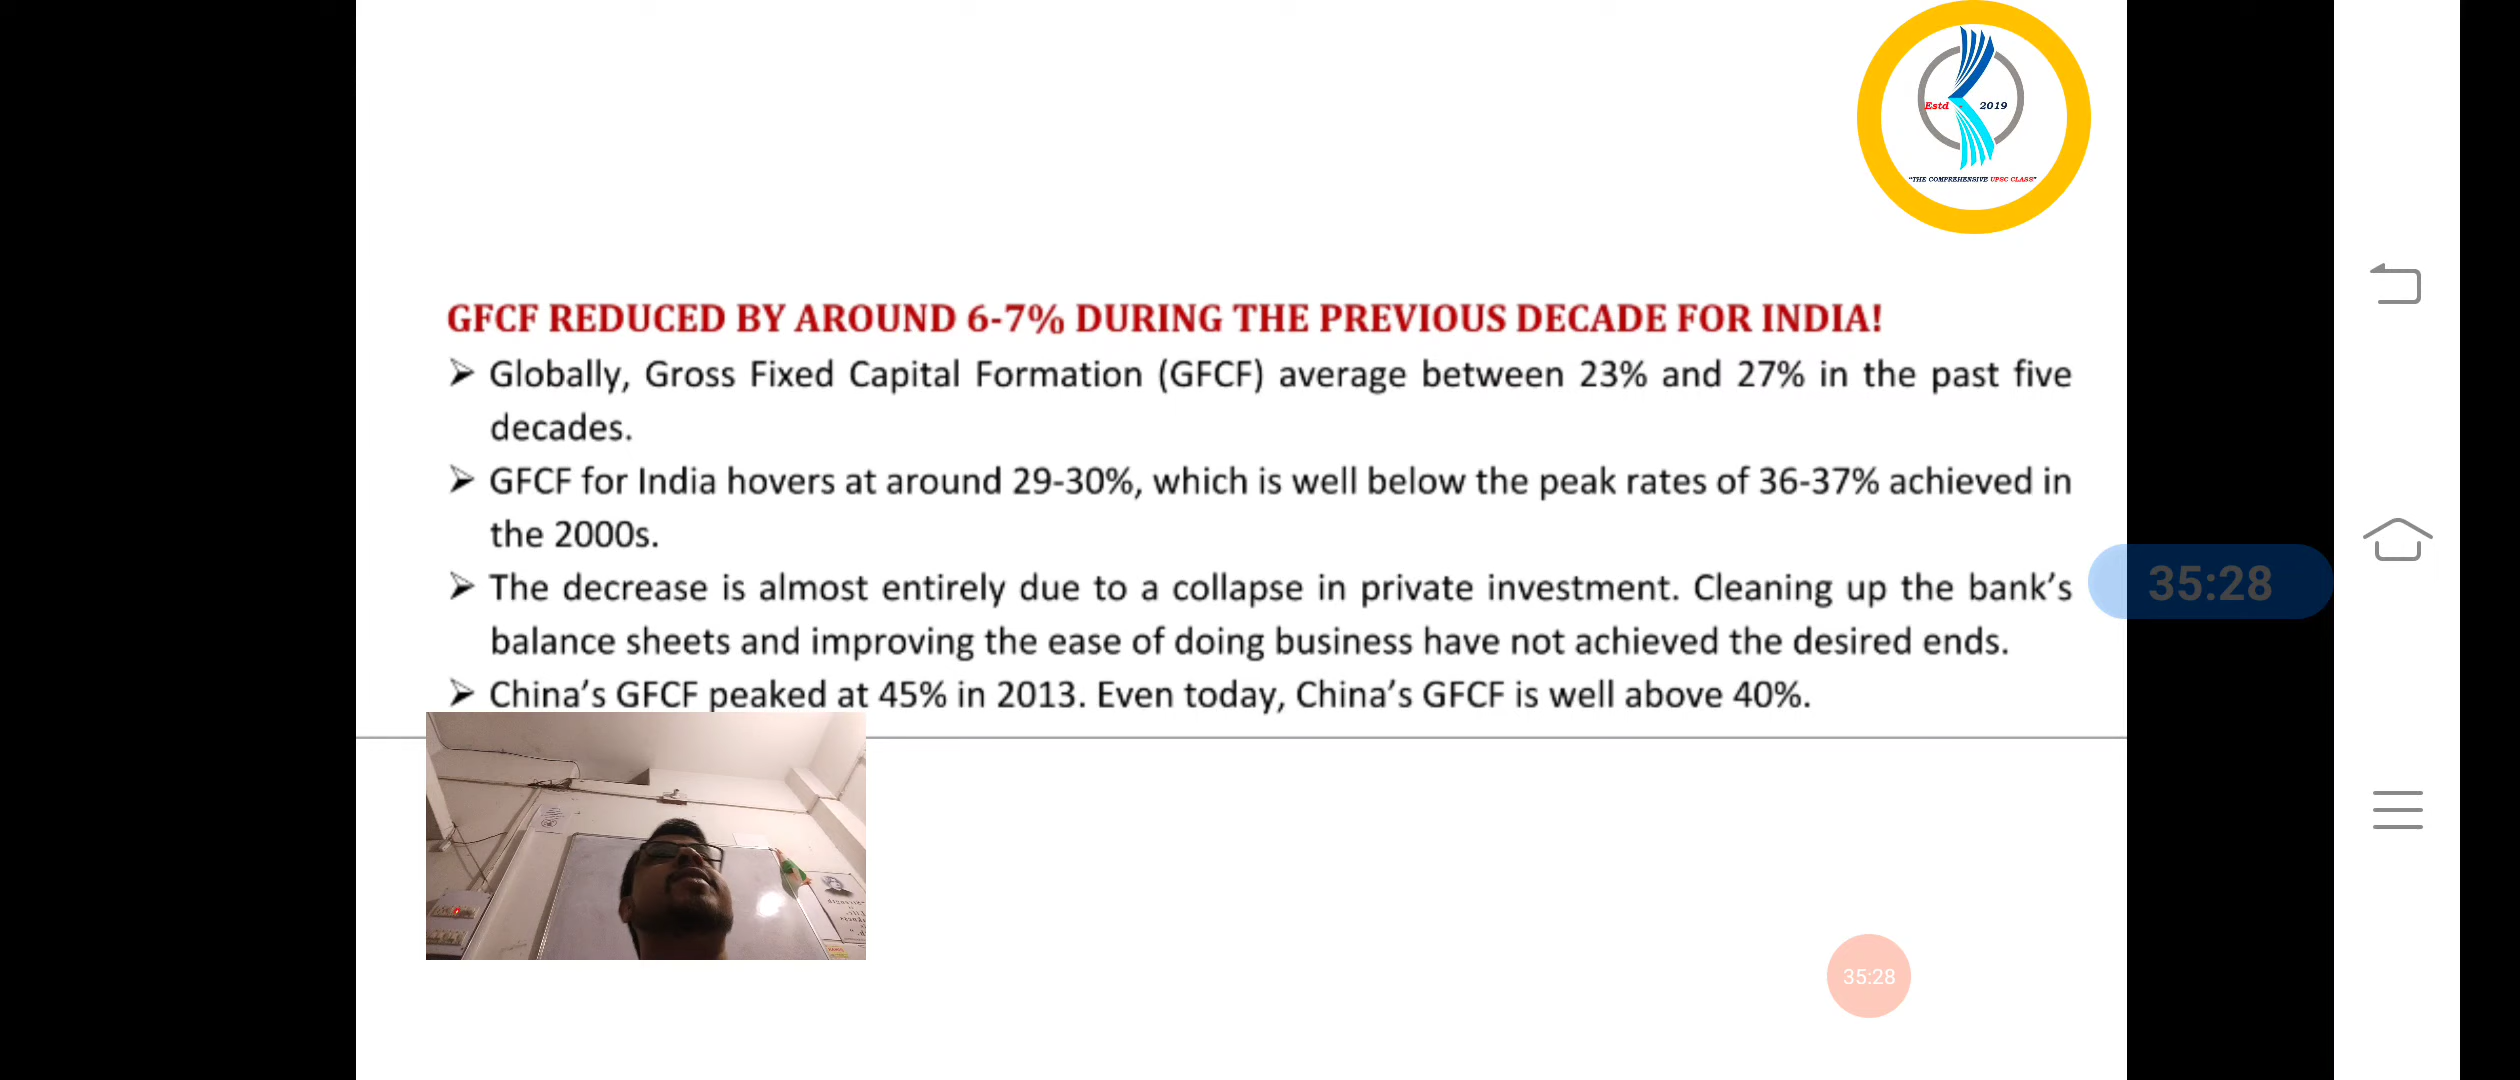 Estd 2019
"THE COMPREHENSIVE UPSC CLASS"
GFCF REDUCED BY AROUND 6-7% DURING THE PREVIOUS DECADE FOR INDIA!
➢ Globally, Gross Fixed Capital Formation (GFCF) average between 23% and 27% in the past five
decades.
➢ GFCF for India hovers at around 29-30%, which is well below the peak rates of 36-37% achieved in
the 2000s.
➢ The decrease is almost entirely due to a collapse in private investment. Cleaning up the bank’s
balance sheets and improving the ease of doing business have not achieved the desired ends.
➢ China’s GFCF peaked at 45% in 2013. Even today, China’s GFCF is well above 40%.
35:28
35:28